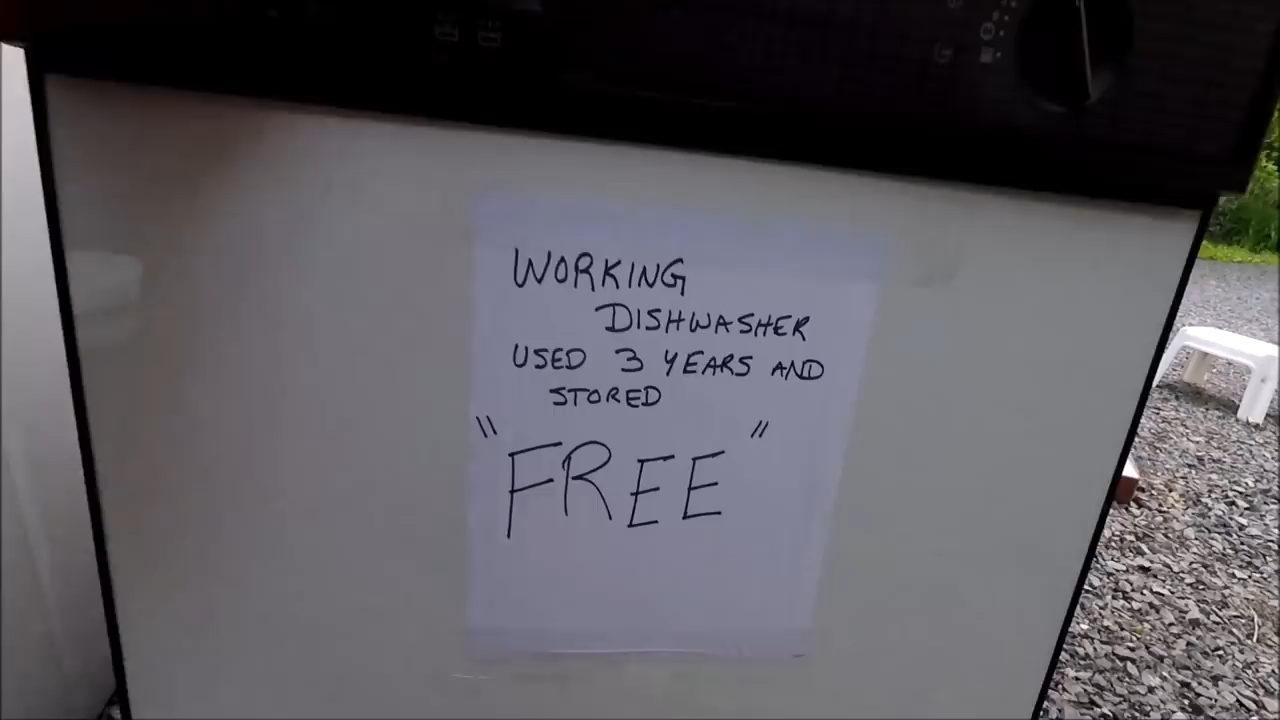 WORKING
DISHWASHER
USED 3 YEARS AND
STORED
"FREE"